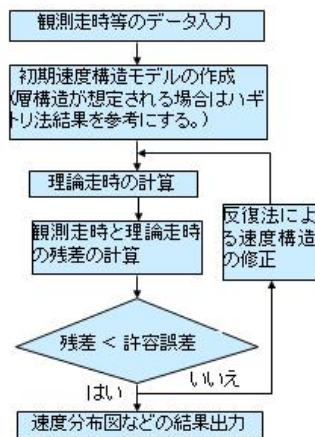 観測走時等のデータ入力
初期速度構造モデルの作成
(層構造が想定される場合はハギ
トリ法結果を参考にする。)
理論走時の計算
観測走時と理論走時
の残差の計算
反復法によ
る速度構造
の修正
残差 < 許容誤差
はい
いいえ
速度分布図などの結果出力